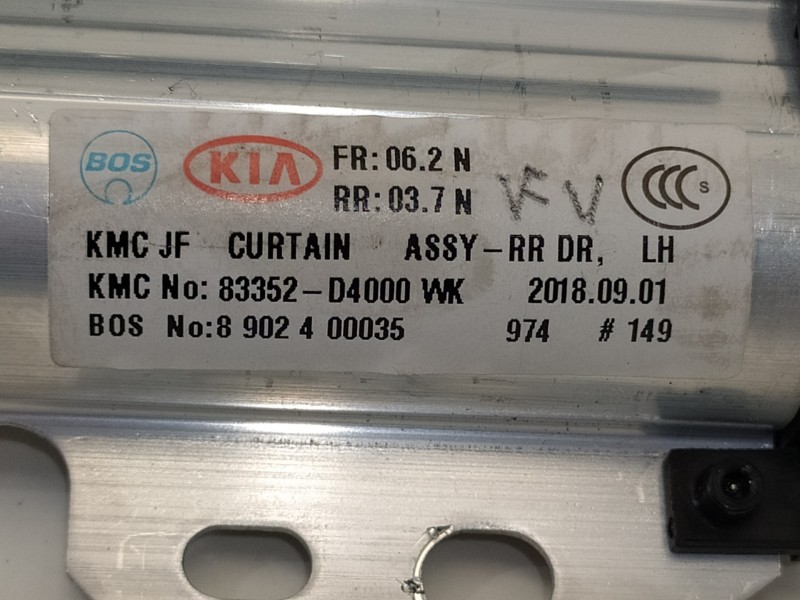 BOS KIA FR: 06.2 N
RR: 03.7 N
CCC S
KMC JF CURTAIN ASSY-RR DR, LH
KMC No: 83352-D4000 WK 2018.09.01
BOS No:8 902 4 00035 974 # 149